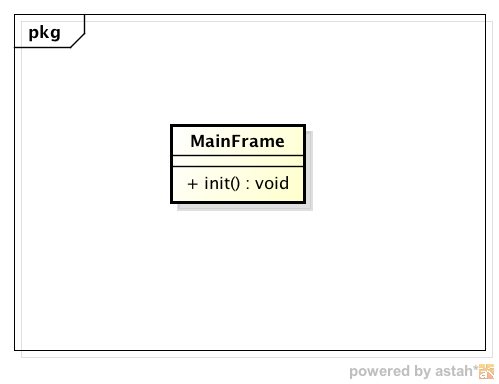 pkg
MainFrame
+ init() : void
powered by astah*